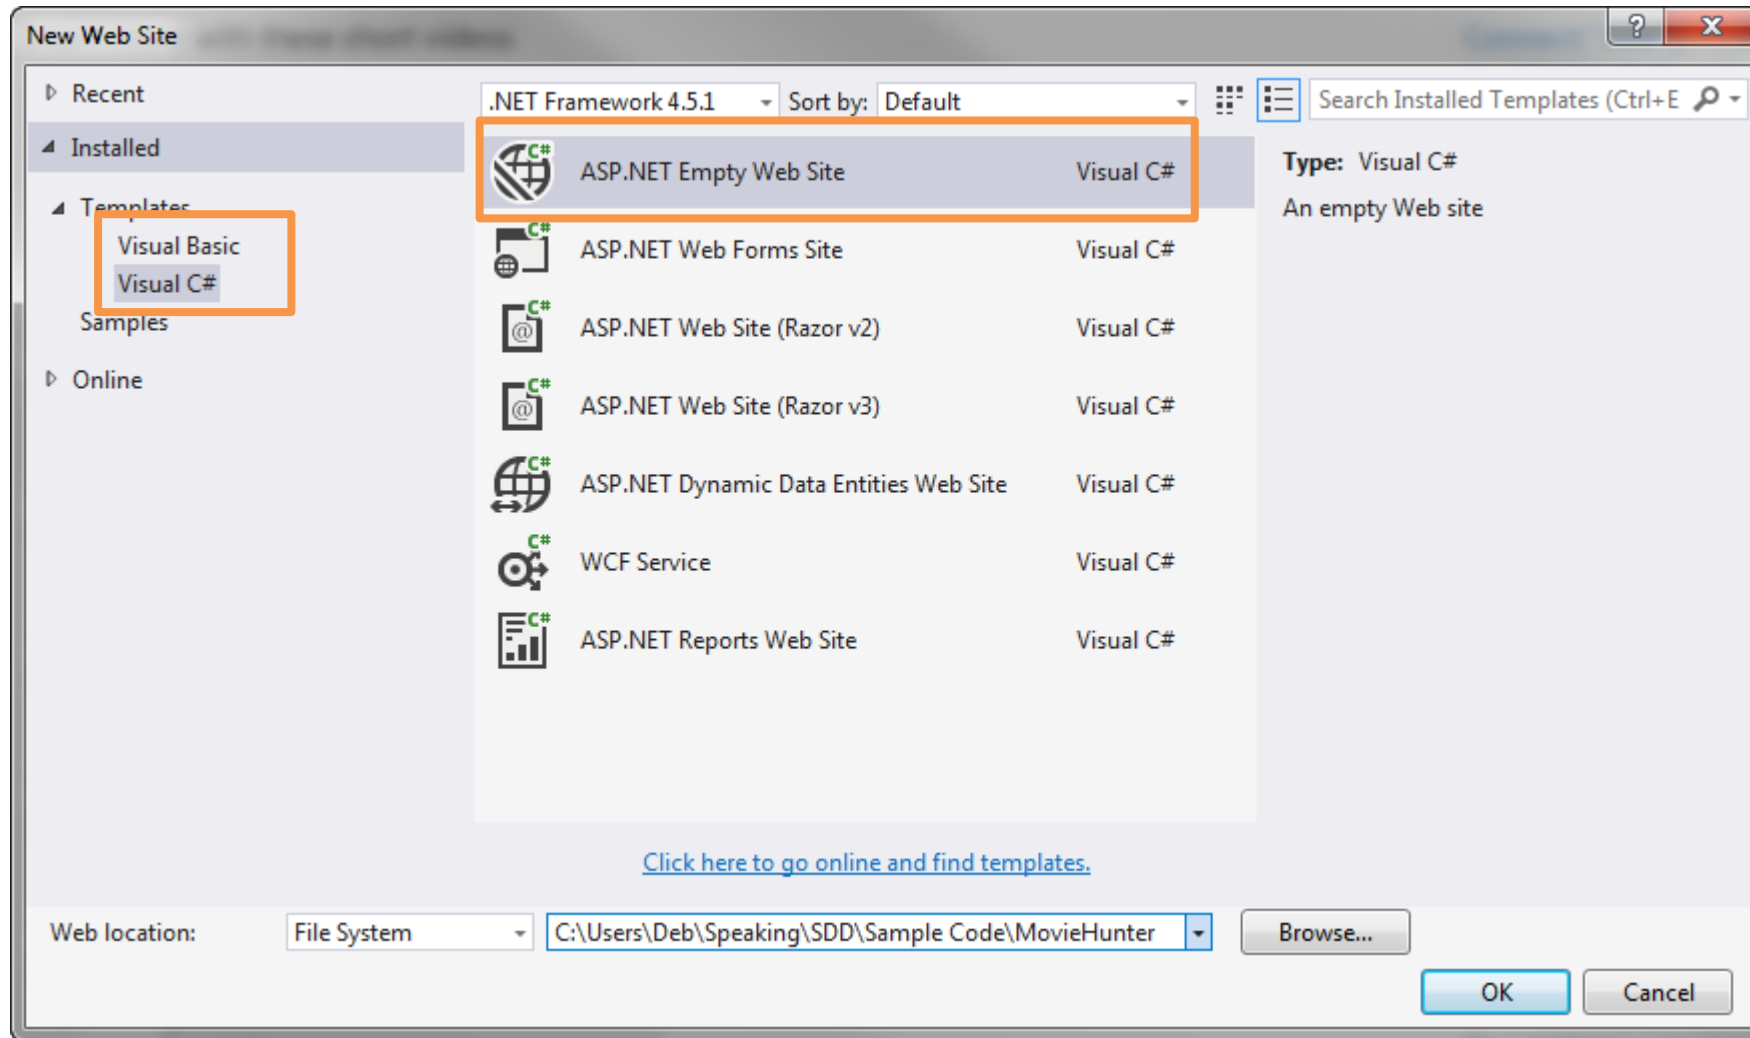 New Web Site
Recent
Installed
Templates
Visual Basic
Visual C#
Samples
Online
.NET Framework 4.5.1 Sort by: Default
Search Installed Templates (Ctrl+E
ASP.NET Empty Web Site Visual C#
ASP.NET Web Forms Site Visual C#
ASP.NET Web Site (Razor v2) Visual C#
ASP.NET Web Site (Razor v3) Visual C#
ASP.NET Dynamic Data Entities Web Site Visual C#
WCF Service Visual C#
ASP.NET Reports Web Site Visual C#
Type: Visual C#
An empty Web site
Click here to go online and find templates.
Web location: File System C:\Users\Deb\Speaking\SDD\Sample Code\MovieHunter Browse...
OK Cancel